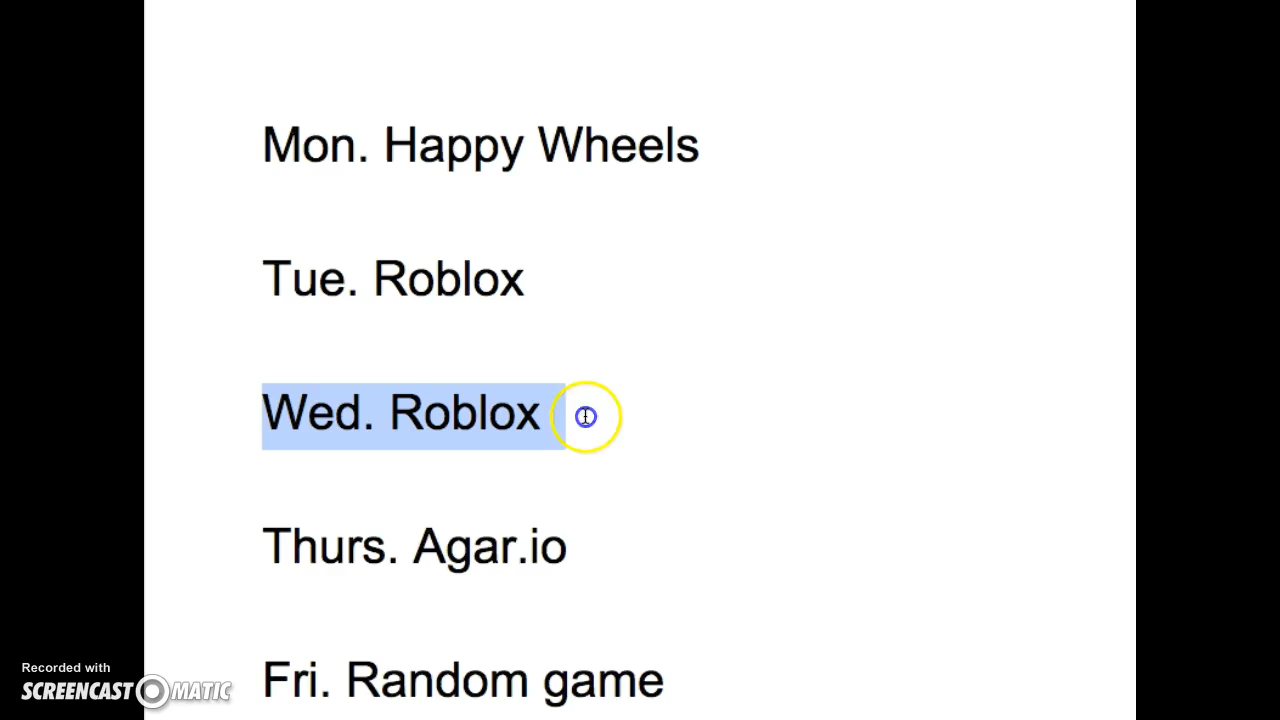 Mon. Happy Wheels
Tue. Roblox
Wed. Roblox
Thurs. Agar.io
Fri. Random game
Recorded with
SCREENCAST MATIC